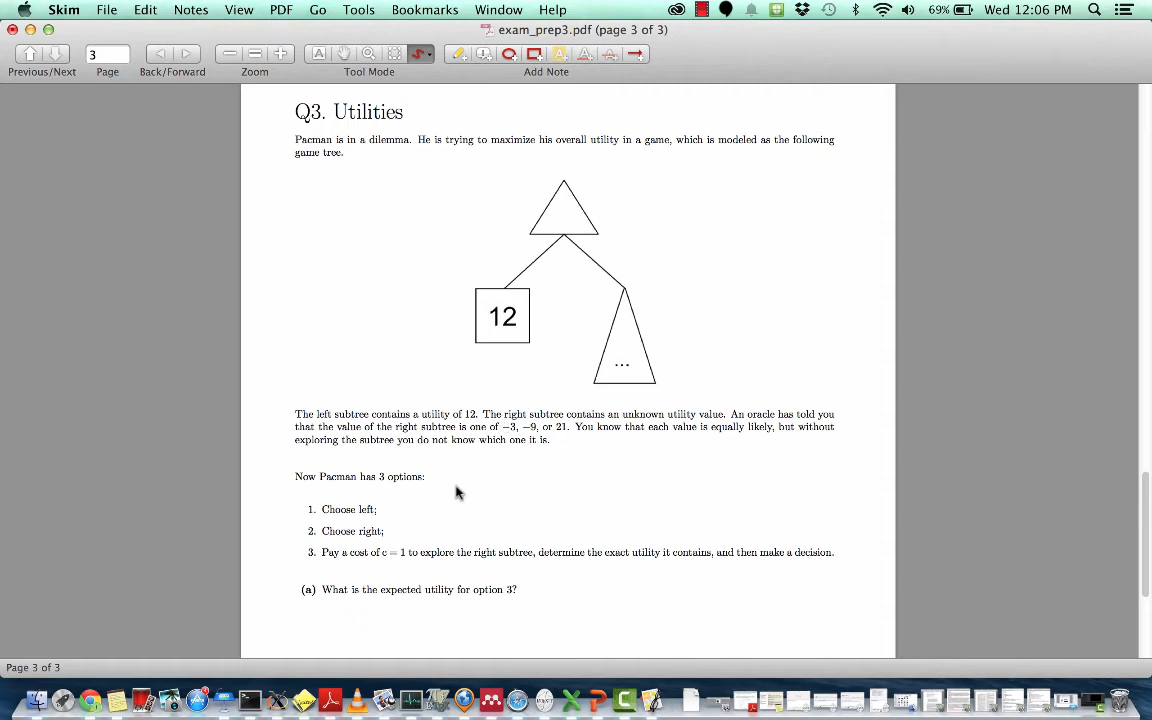 Skim File Edit Notes View PDF Go Tools Bookmarks Window Help 69% Wed 12:06 PM
exam_prep3.pdf (page 3 of 3)
3
Previous/Next Page Back/Forward Zoom Tool Mode Add Note
Q3. Utilities
Pacman is in a dilemma. He is trying to maximize his overall utility in a game, which is modeled as the following
game tree.
12
...
The left subtree contains a utility of 12. The right subtree contains an unknown utility value. An oracle has told you
that the value of the right subtree is one of −3, −9, or 21. You know that each value is equally likely, but without
exploring the subtree you do not know which one it is.
Now Pacman has 3 options:
1. Choose left;
2. Choose right;
3. Pay a cost of c = 1 to explore the right subtree, determine the exact utility it contains, and then make a decision.
(a) What is the expected utility for option 3?
Page 3 of 3